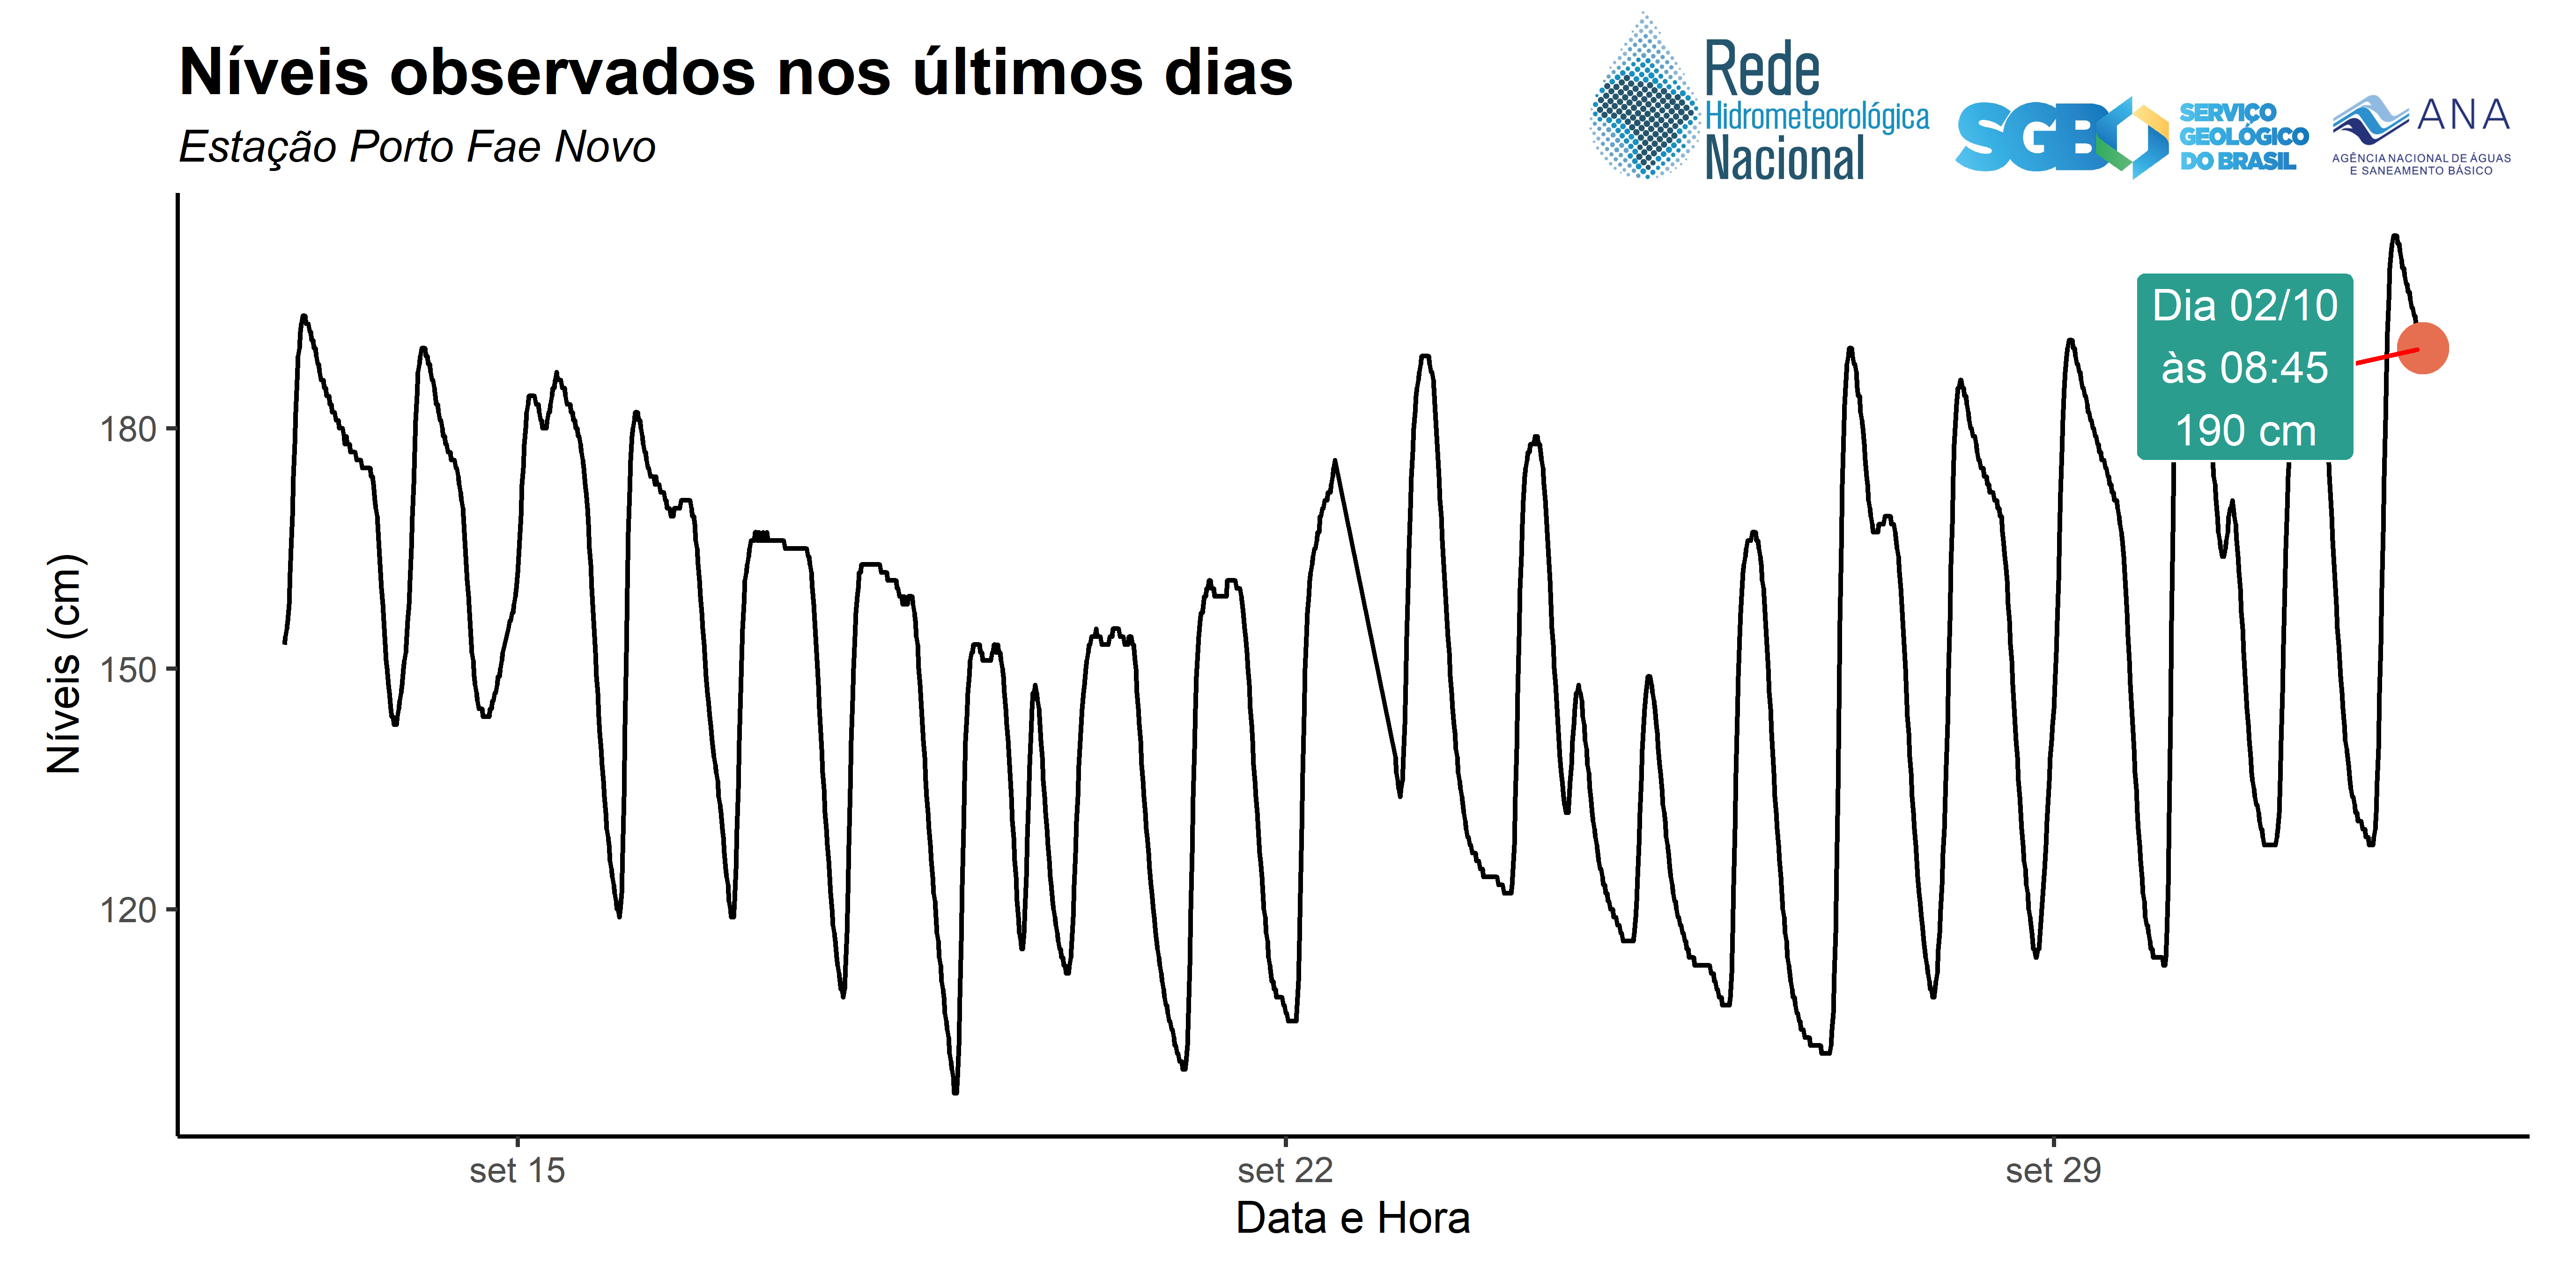 Níveis observados nos últimos dias
Estação Porto Fae Novo
Rede
Hidrometeorológica
Nacional
SGB
SERVIÇO
GEOLÓGICO
DO BRASIL
ANA
AGÊNCIA NACIONAL DE ÁGUAS
E SANEAMENTO BÁSICO
Dia 02/10
às 08:45
190 cm
Níveis (cm)
180
150
120
set 15
set 22
set 29
Data e Hora